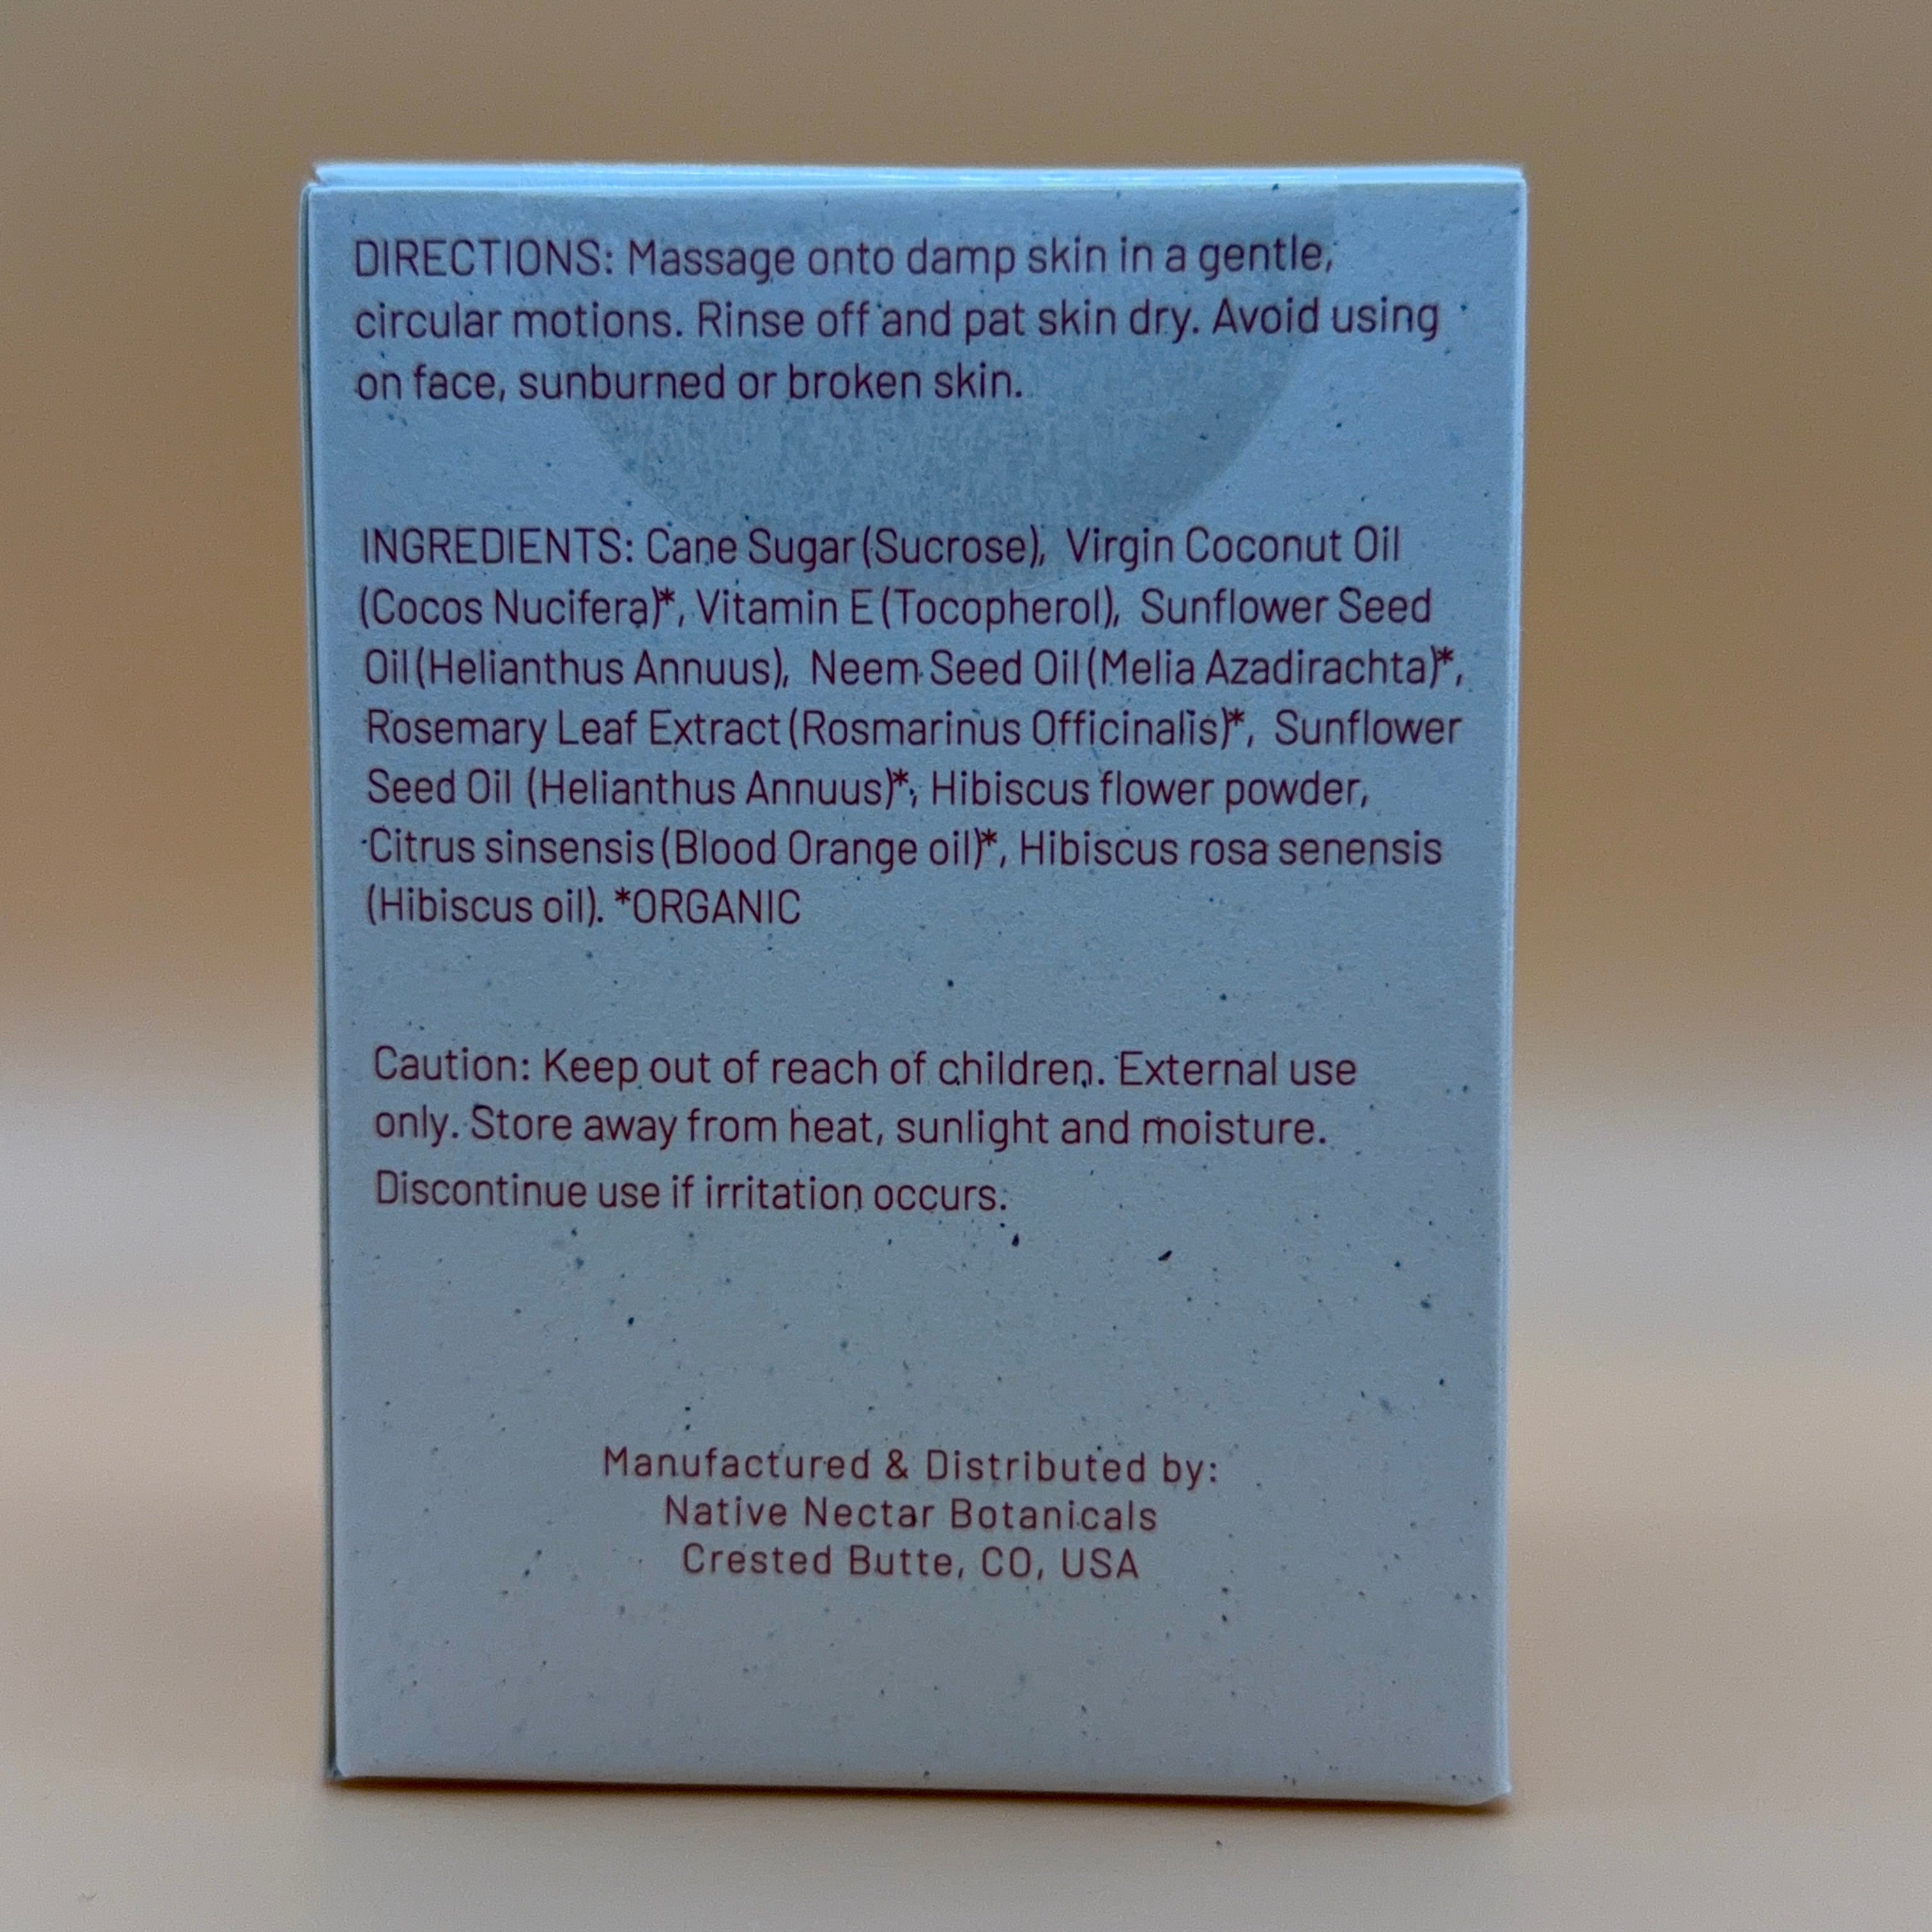 DIRECTIONS: Massage onto damp skin in a gentle,
circular motions. Rinse off and pat skin dry. Avoid using
on face, sunburned or broken skin.
INGREDIENTS: Cane Sugar (Sucrose), Virgin Coconut Oil
(Cocos Nucifera)*, Vitamin E (Tocopherol), Sunflower Seed
Oil (Helianthus Annuus), Neem Seed Oil (Melia Azadirachta)*,
Rosemary Leaf Extract (Rosmarinus Officinalis)*, Sunflower
Seed Oil (Helianthus Annuus)*, Hibiscus flower powder,
Citrus sinsensis (Blood Orange oil)*, Hibiscus rosa senensis
(Hibiscus oil). *ORGANIC
Caution: Keep out of reach of children. External use
only. Store away from heat, sunlight and moisture.
Discontinue use if irritation occurs.
Manufactured & Distributed by:
Native Nectar Botanicals
Crested Butte, CO, USA